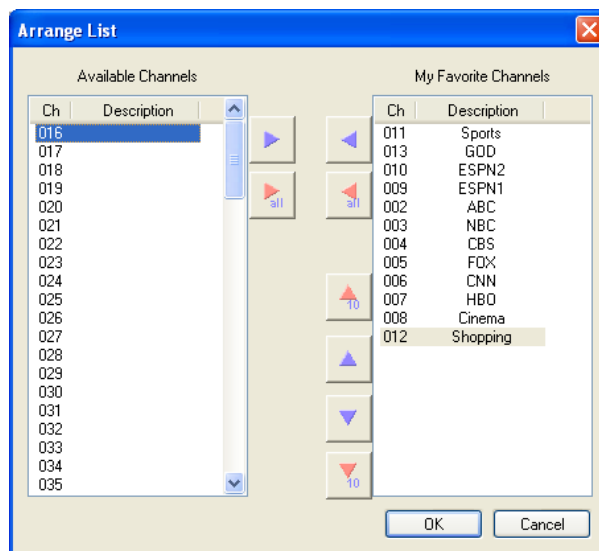 Arrange List
Available Channels
Ch Description
016
017
018
019
020
021
022
023
024
025
026
027
028
029
030
031
032
033
034
035
all
all
10
10
My Favorite Channels
Ch Description
011 Sports
013 GOD
010 ESPN2
009 ESPN1
002 ABC
003 NBC
004 CBS
005 FOX
006 CNN
007 HBO
008 Cinema
012 Shopping
OK Cancel